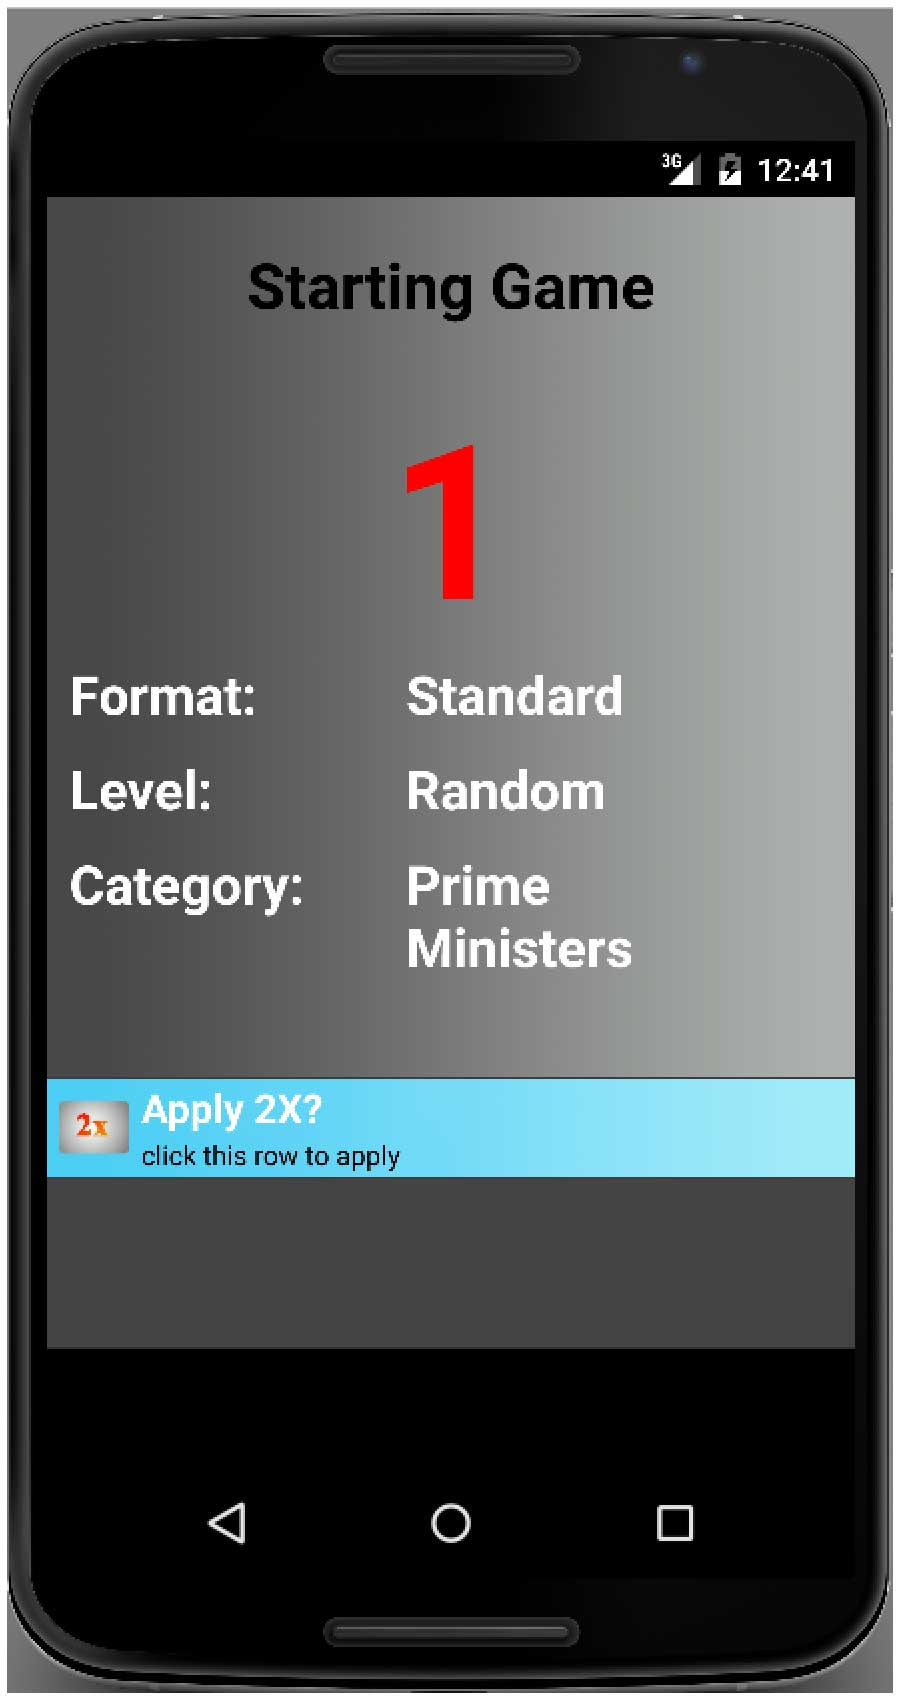 3G 12:41
Starting Game
1
Format: Standard
Level: Random
Category: Prime
Ministers
2x Apply 2X?
click this row to apply